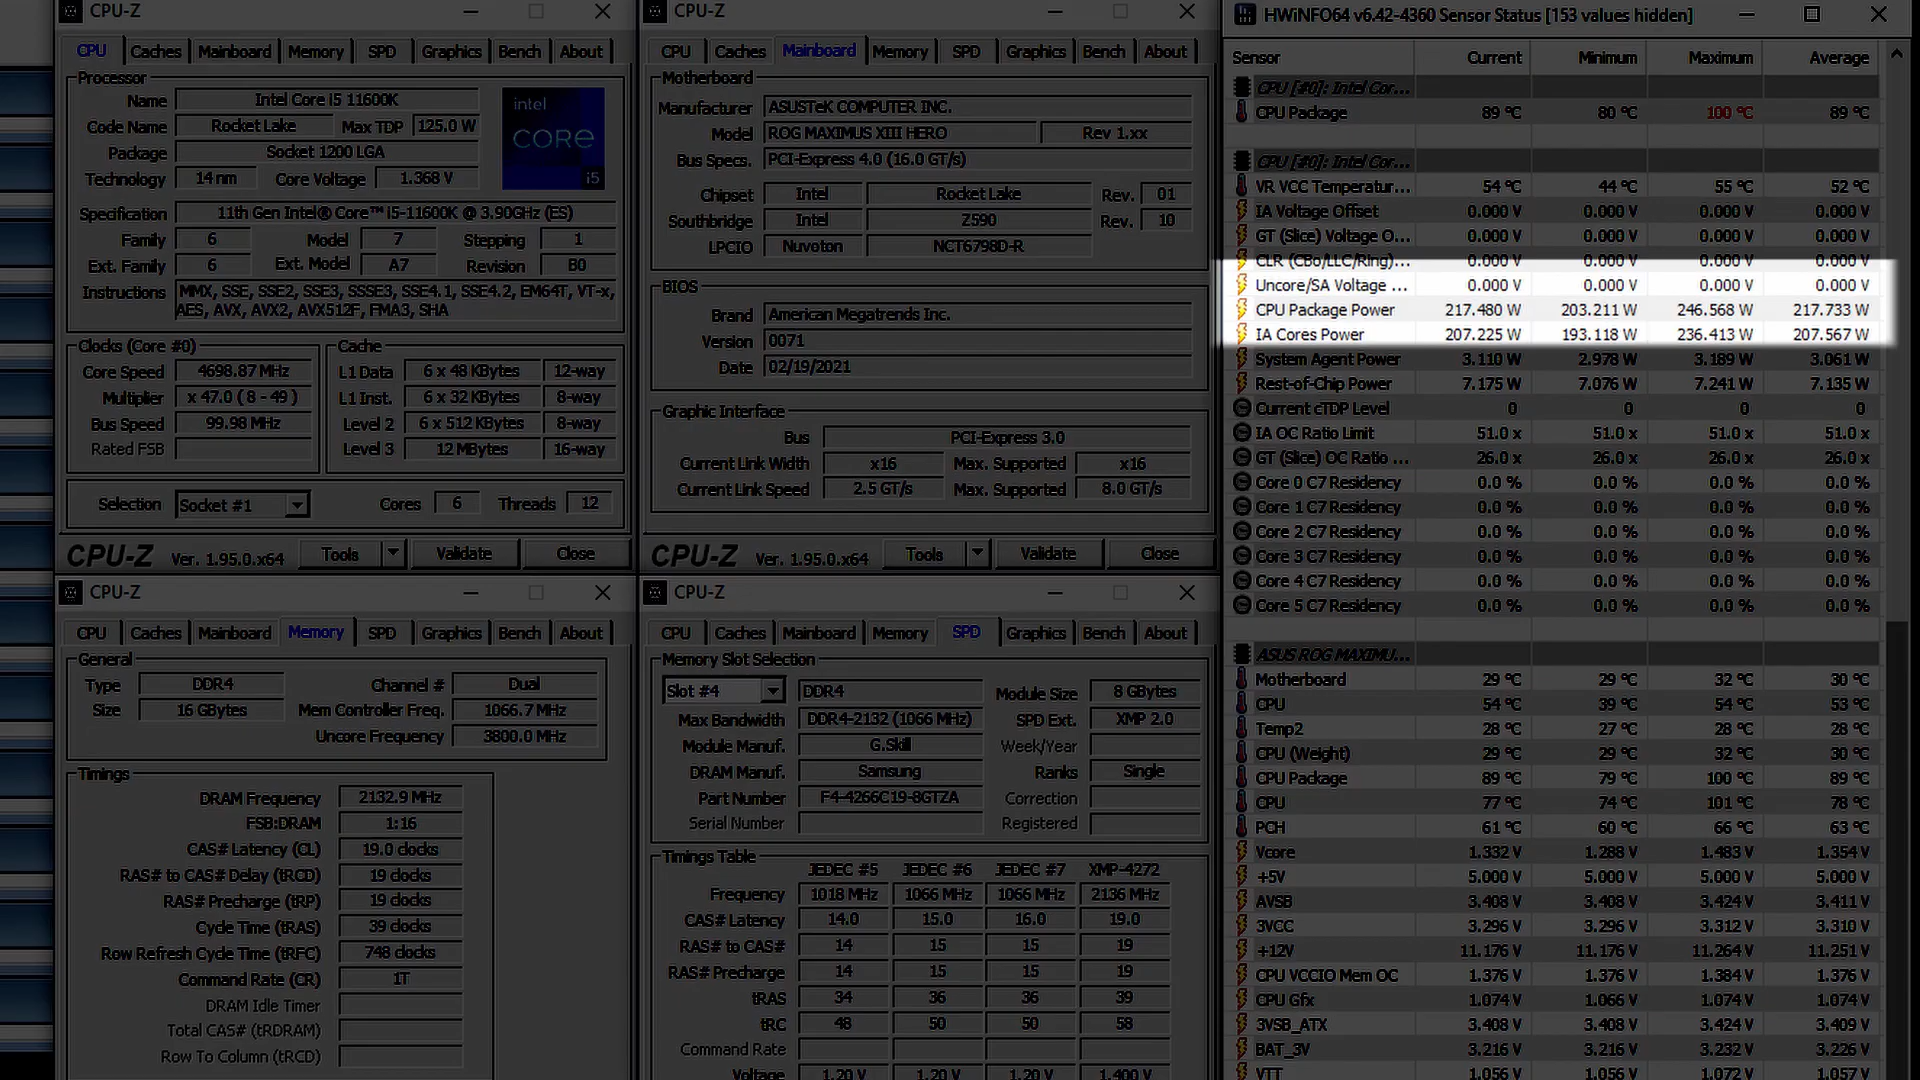 CPU-Z
CPU Caches Mainboard Memory SPD Graphics Bench About
Processor
Name Intel Core i5 11600K
Code Name Rocket Lake Max TDP 125.0 W
Package Socket 1200 LGA
Technology 14 nm Core Voltage 1.368 V
intel
CORE
i5
Specification 11th Gen Intel® Core™ i5-11600K @ 3.90GHz (ES)
Family 6 Model 7 Stepping 1
Ext. Family 6 Ext. Model A7 Revision B0
Instructions MMX, SSE, SSE2, SSE3, SSSE3, SSE4.1, SSE4.2, EM64T, VT-x,
AES, AVX, AVX2, AVX512F, FMA3, SHA
Clocks (Core #0)
Core Speed 4698.87 MHz
Multiplier x 47.0 ( 8 - 49 )
Bus Speed 99.98 MHz
Rated FSB
Cache
L1 Data 6 x 48 KBytes 12-way
L1 Inst. 6 x 32 KBytes 8-way
Level 2 6 x 512 KBytes 8-way
Level 3 12 MBytes 16-way
Selection Socket #1 Cores 6 Threads 12
CPU-Z Ver. 1.95.0.x64 Tools Validate Close
CPU-Z
CPU Caches Mainboard Memory SPD Graphics Bench About
Motherboard
Manufacturer ASUSTeK COMPUTER INC.
Model ROG MAXIMUS XIII HERO Rev 1.xx
Bus Specs. PCI-Express 4.0 (16.0 GT/s)
Chipset Intel Rocket Lake Rev. 01
Southbridge Intel Z590 Rev. 10
LPCIO Nuvoton NCT6798D-R
BIOS
Brand American Megatrends Inc.
Version 0071
Date 02/19/2021
Graphic Interface
Bus PCI-Express 3.0
Current Link Width x16 Max. Supported x16
Current Link Speed 2.5 GT/s Max. Supported 8.0 GT/s
CPU-Z Ver. 1.95.0.x64 Tools Validate Close
CPU-Z
CPU Caches Mainboard Memory SPD Graphics Bench About
General
Type DDR4 Channel # Dual
Size 16 GBytes Mem Controller Freq. 1066.7 MHz
Uncore Frequency 3800.0 MHz
Timings
DRAM Frequency 2132.9 MHz
FSB:DRAM 1:16
CAS# Latency (CL) 19.0 clocks
RAS# to CAS# Delay (tRCD) 19 clocks
RAS# Precharge (tRP) 19 clocks
Cycle Time (tRAS) 39 clocks
Row Refresh Cycle Time (tRFC) 748 clocks
Command Rate (CR) 1T
DRAM Idle Timer
Total CAS# (tRDRAM)
Row To Column (tRCD)
CPU-Z
CPU Caches Mainboard Memory SPD Graphics Bench About
Memory Slot Selection
Slot #4 DDR4 Module Size 8 GBytes
Max Bandwidth DDR4-2132 (1066 MHz) SPD Ext. XMP 2.0
Module Manuf. G.Skill Week/Year
DRAM Manuf. Samsung Ranks Single
Part Number F4-4266C19-8GTZA Correction
Serial Number Registered
Timings Table
JEDEC #5 JEDEC #6 JEDEC #7 XMP-4272
Frequency 1018 MHz 1066 MHz 1066 MHz 2136 MHz
CAS# Latency 14.0 15.0 16.0 19.0
RAS# to CAS# 14 15 15 19
RAS# Precharge 14 15 15 19
tRAS 34 36 36 39
tRC 48 50 50 58
Command Rate
Voltage 1.20 V 1.20 V 1.20 V 1.400 V
HWiNFO64 v6.42-4360 Sensor Status [153 values hidden]
Sensor Current Minimum Maximum Average
CPU [#0]: Intel Cor...
CPU Package 89 °C 80 °C 100 °C 89 °C
CPU [#0]: Intel Cor...
VR VCC Temperatur... 54 °C 44 °C 55 °C 52 °C
IA Voltage Offset 0.000 V 0.000 V 0.000 V 0.000 V
GT (Slice) Voltage O... 0.000 V 0.000 V 0.000 V 0.000 V
CLR (CBo/LLC/Ring)... 0.000 V 0.000 V 0.000 V 0.000 V
Uncore/SA Voltage ... 0.000 V 0.000 V 0.000 V 0.000 V
CPU Package Power 217.480 W 203.211 W 246.568 W 217.733 W
IA Cores Power 207.225 W 193.118 W 236.413 W 207.567 W
System Agent Power 3.110 W 2.978 W 3.189 W 3.061 W
Rest-of-Chip Power 7.175 W 7.076 W 7.241 W 7.135 W
Current cTDP Level 0 0 0 0
IA OC Ratio Limit 51.0 x 51.0 x 51.0 x 51.0 x
GT (Slice) OC Ratio ... 26.0 x 26.0 x 26.0 x 26.0 x
Core 0 C7 Residency 0.0 % 0.0 % 0.0 % 0.0 %
Core 1 C7 Residency 0.0 % 0.0 % 0.0 % 0.0 %
Core 2 C7 Residency 0.0 % 0.0 % 0.0 % 0.0 %
Core 3 C7 Residency 0.0 % 0.0 % 0.0 % 0.0 %
Core 4 C7 Residency 0.0 % 0.0 % 0.0 % 0.0 %
Core 5 C7 Residency 0.0 % 0.0 % 0.0 % 0.0 %
ASUS ROG MAXIMU...
Motherboard 29 °C 29 °C 32 °C 30 °C
CPU 54 °C 39 °C 54 °C 53 °C
Temp2 28 °C 27 °C 28 °C 28 °C
CPU (Weight) 29 °C 29 °C 32 °C 30 °C
CPU Package 89 °C 79 °C 100 °C 89 °C
CPU 77 °C 74 °C 101 °C 78 °C
PCH 61 °C 60 °C 66 °C 63 °C
Vcore 1.332 V 1.288 V 1.483 V 1.354 V
+5V 5.000 V 5.000 V 5.000 V 5.000 V
AVSB 3.408 V 3.408 V 3.424 V 3.411 V
3VCC 3.296 V 3.296 V 3.312 V 3.310 V
+12V 11.176 V 11.176 V 11.264 V 11.251 V
CPU VCCIO Mem OC 1.376 V 1.376 V 1.384 V 1.376 V
CPU Gfx 1.074 V 1.066 V 1.074 V 1.074 V
3VSB_ATX 3.408 V 3.408 V 3.424 V 3.409 V
BAT_3V 3.216 V 3.216 V 3.232 V 3.226 V
VTT 1.056 V 1.056 V 1.072 V 1.057 V